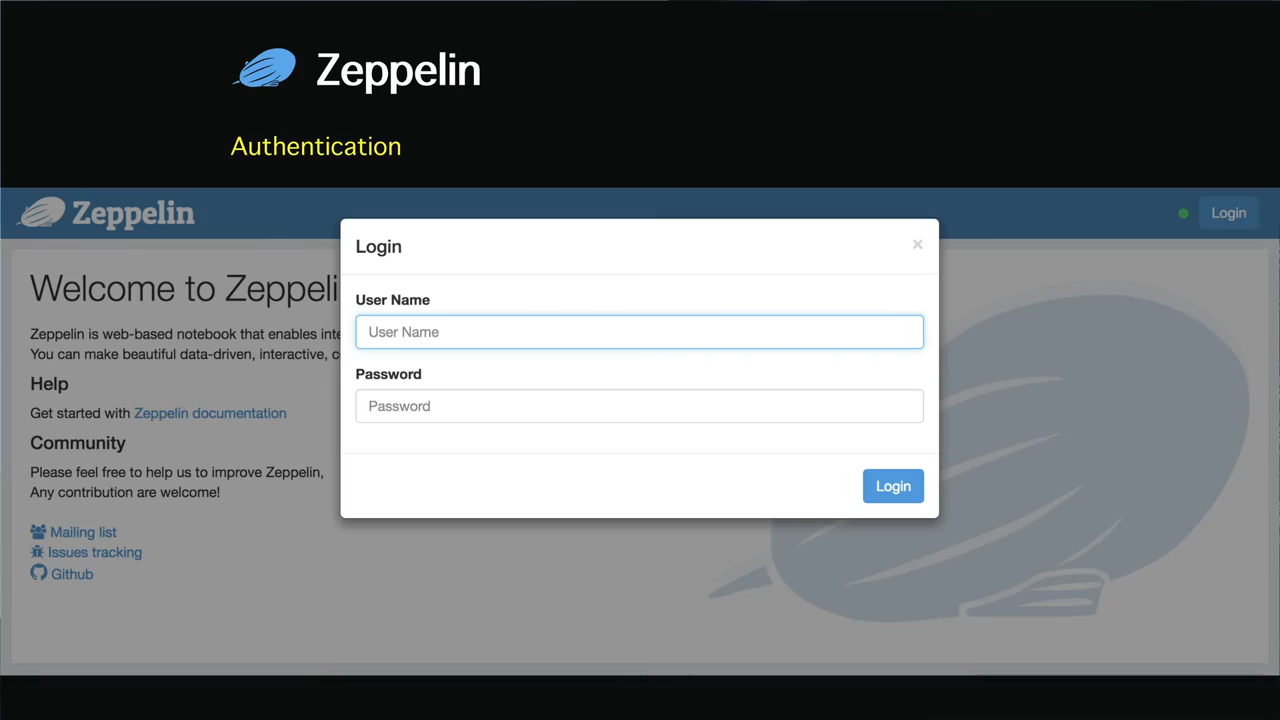 Zeppelin
Authentication
Zeppelin
Login
Login
×
Welcome to Zeppeli
User Name
User Name
Zeppelin is web-based notebook that enables inte
You can make beautiful data-driven, interactive, c
Password
Password
Help
Get started with Zeppelin documentation
Community
Please feel free to help us to improve Zeppelin,
Any contribution are welcome!
Login
Mailing list
Issues tracking
Github